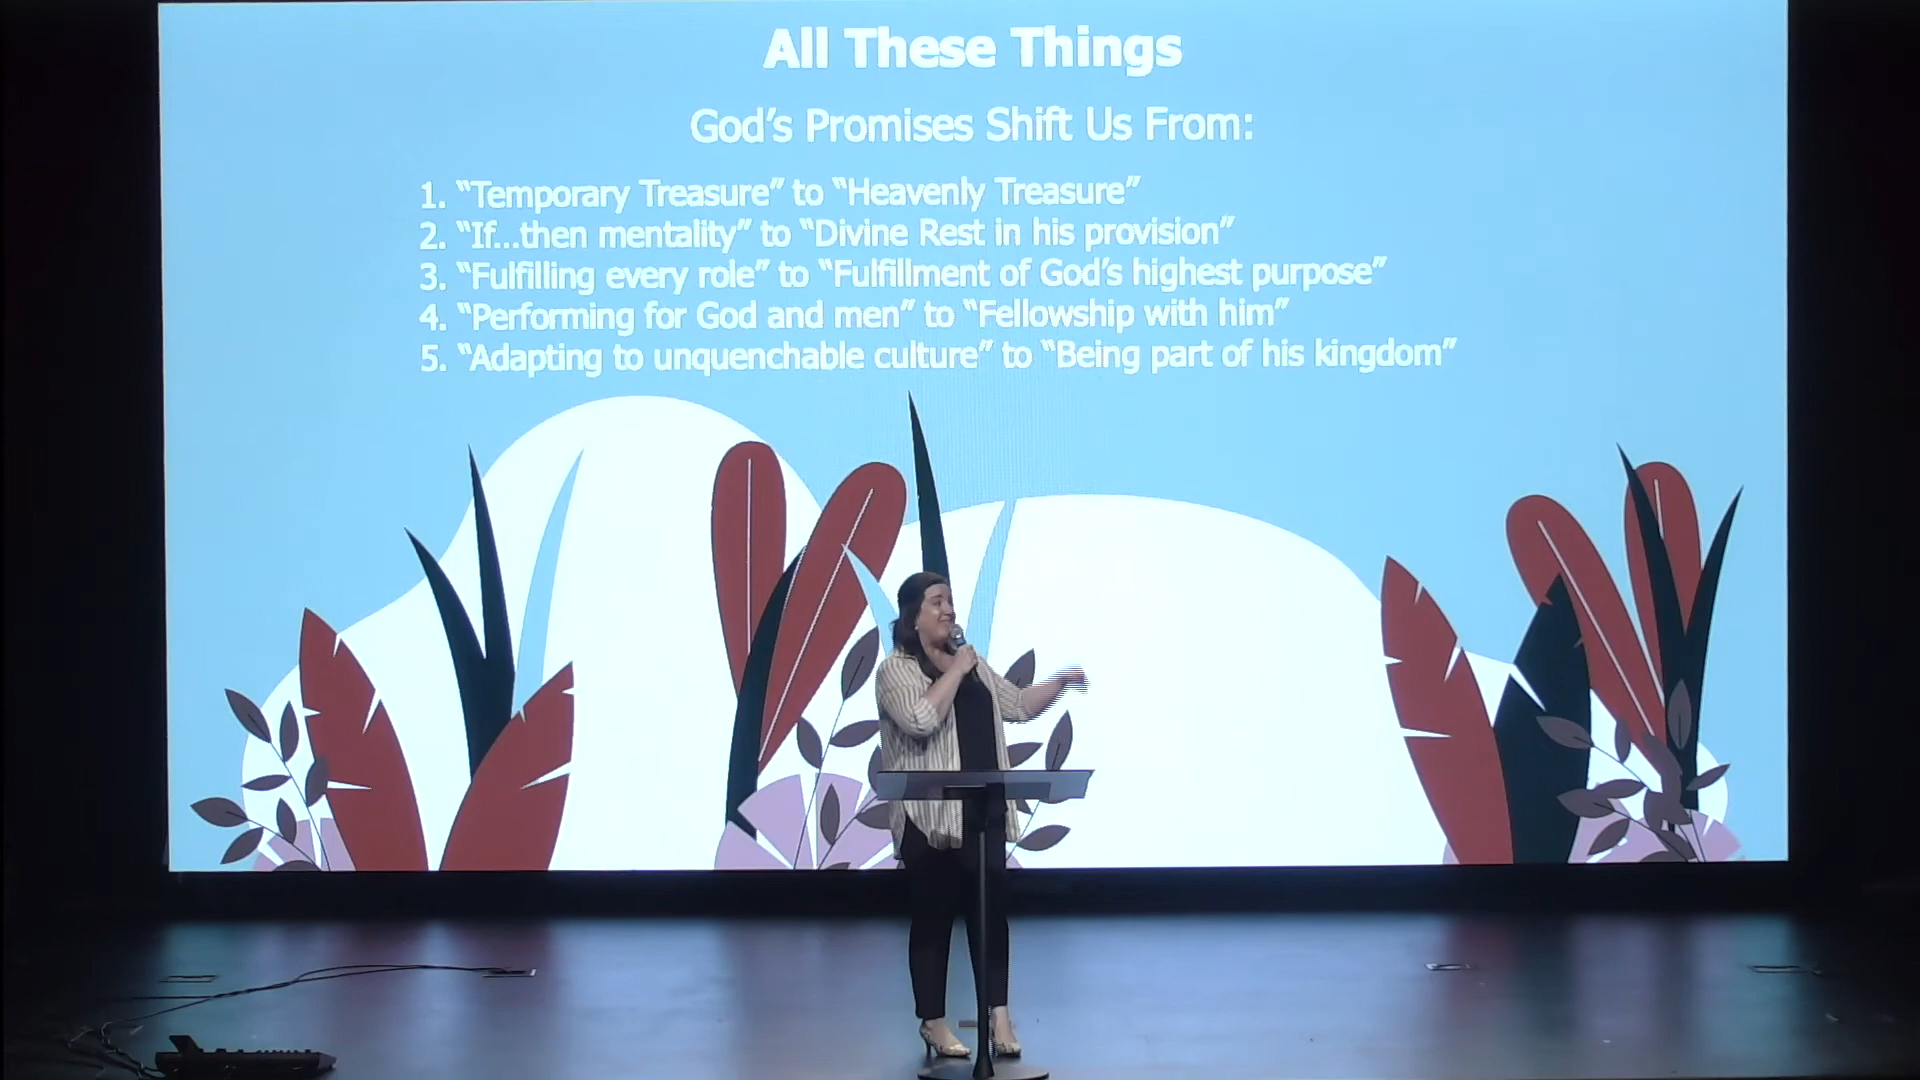 All These Things
God’s Promises Shift Us From:
1. “Temporary Treasure” to “Heavenly Treasure”
2. “If...then mentality” to “Divine Rest in his provision”
3. “Fulfilling every role” to “Fulfillment of God’s highest purpose”
4. “Performing for God and men” to “Fellowship with him”
5. “Adapting to unquenchable culture” to “Being part of his kingdom”